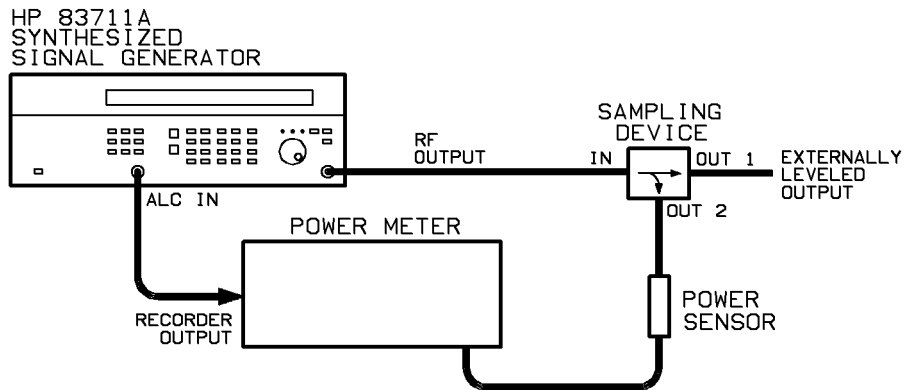 HP 83711A
SYNTHESIZED
SIGNAL GENERATOR
SAMPLING
DEVICE
RF
OUTPUT
IN
OUT 1
EXTERNALLY
LEVELED
OUTPUT
ALC IN
OUT 2
POWER METER
POWER
SENSOR
RECORDER
OUTPUT